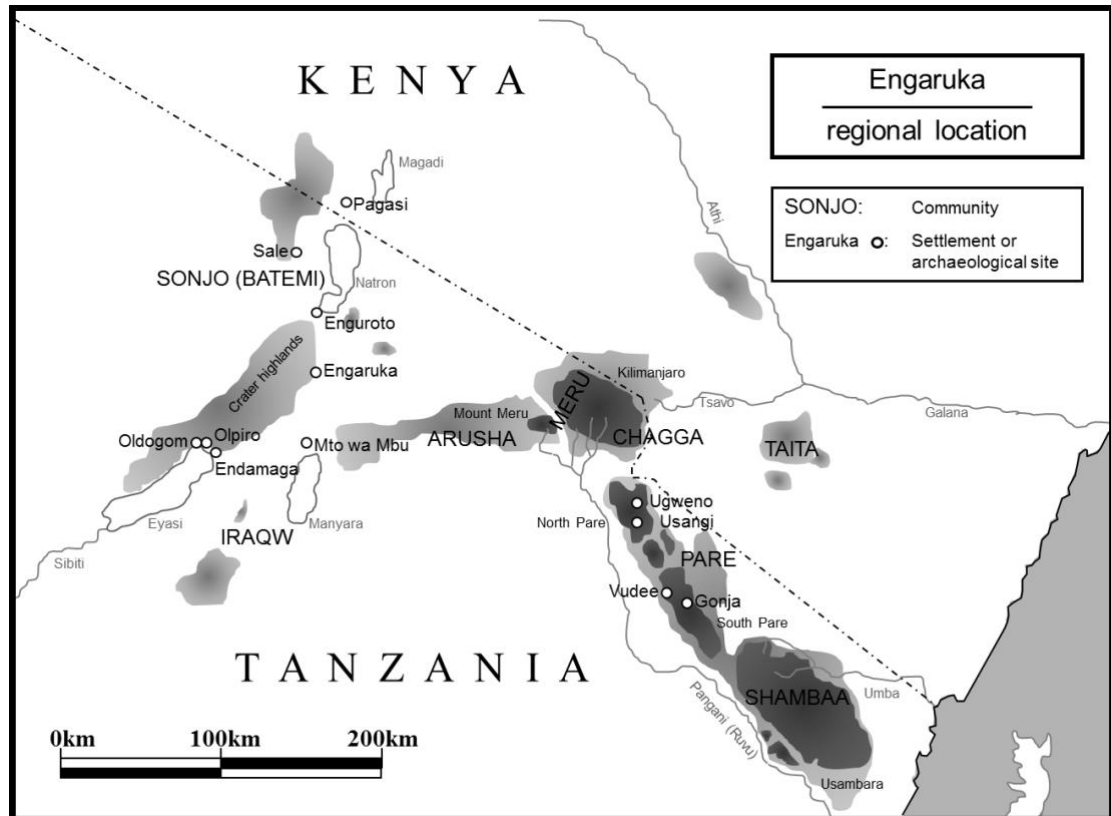 KENYA
Engaruka
regional location
SONJO: Community
Engaruka : Settlement or
archaeological site
Magadi
Pagasi
Athi
Sale
SONJO (BATEMI)
Natron
Enguroto
Crater highlands
Engaruka
Kilimanjaro
MERU
Tsavo
Galana
Mount Meru
ARUSHA
CHAGGA
TAITA
Oldogom
Olpiro
Mto wa Mbu
Endamaga
Eyasi
Manyara
IRAQW
Sibiti
Ugweno
North Pare
Usangi
PARE
Vudee
Gonja
South Pare
TANZANIA
SHAMBAA
Umba
Pangani (Ruvu)
Usambara
0km 100km 200km